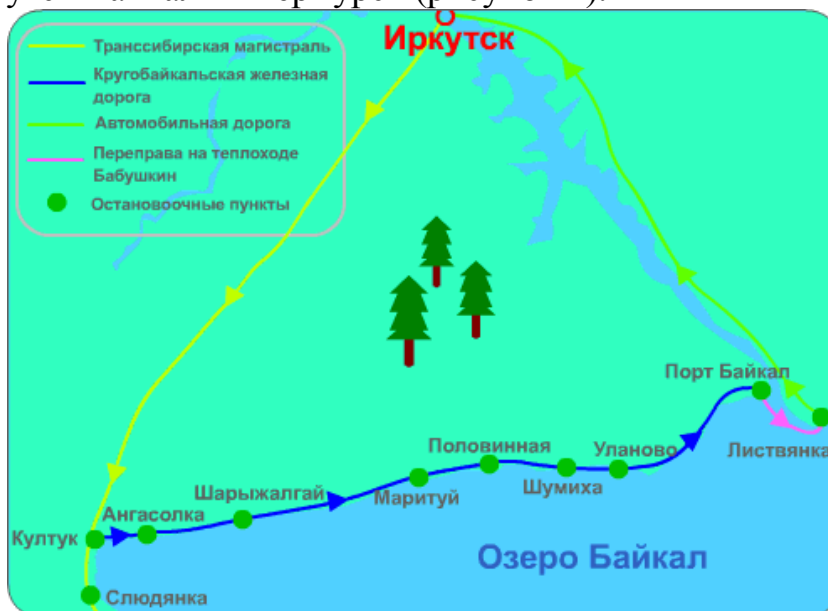 Иркутск
Транссибирская магистраль
Кругобайкальская железная
дорога
Автомобильная дорога
Переправа на теплоходе
Бабушкин
Остановоочные пункты
Порт Байкал
Листвянка
Уланово
Шумиха
Половинная
Маритуй
Шарыжалгай
Ангасолка
Култук
Слюдянка
Озеро Байкал